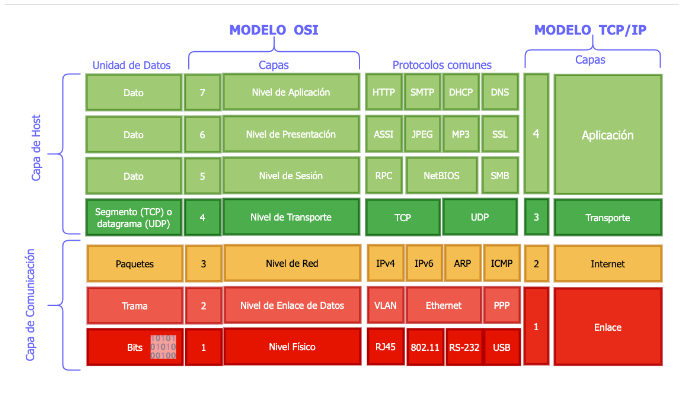 MODELO OSI
MODELO TCP/IP
Unidad de Datos
Capas
Protocolos comunes
Capas
Capa de Host
Dato
7
Nivel de Aplicación
HTTP
SMTP
DHCP
DNS
Dato
6
Nivel de Presentación
ASSI
JPEG
MP3
SSL
4
Aplicación
Dato
5
Nivel de Sesión
RPC
NetBIOS
SMB
Segmento (TCP) o
datagrama (UDP)
4
Nivel de Transporte
TCP
UDP
3
Transporte
Capa de Comunicación
Paquetes
3
Nivel de Red
IPv4
IPv6
ARP
ICMP
2
Internet
Trama
2
Nivel de Enlace de Datos
VLAN
Ethernet
PPP
1
Enlace
Bits
10101
01010
00100
1
Nivel Físico
RJ45
802.11
RS-232
USB